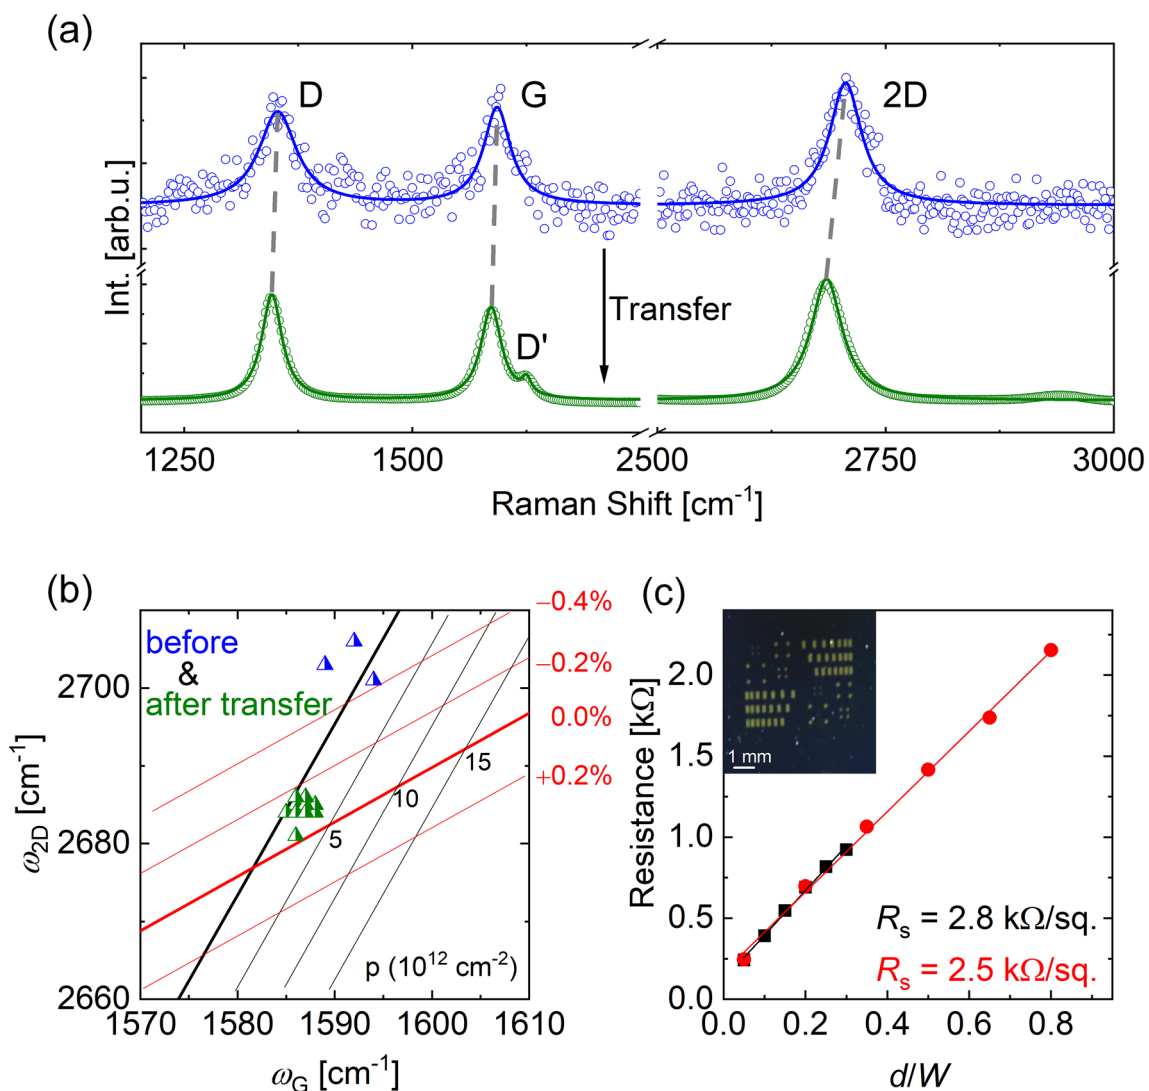 (a)
D
G
2D
D'
Transfer
Int. [arb.u.]
1250
1500
2500
2750
3000
Raman Shift [cm⁻¹]
(b)
before
&
after transfer
−0.4%
−0.2%
0.0%
+0.2%
5
10
15
p (10¹² cm⁻²)
2700
2680
2660
ω2D [cm⁻¹]
1570
1580
1590
1600
1610
ωG [cm⁻¹]
(c)
1 mm
Resistance [kΩ]
2.0
1.5
1.0
0.5
0.0
Rs = 2.8 kΩ/sq.
Rs = 2.5 kΩ/sq.
0.0
0.2
0.4
0.6
0.8
d/W